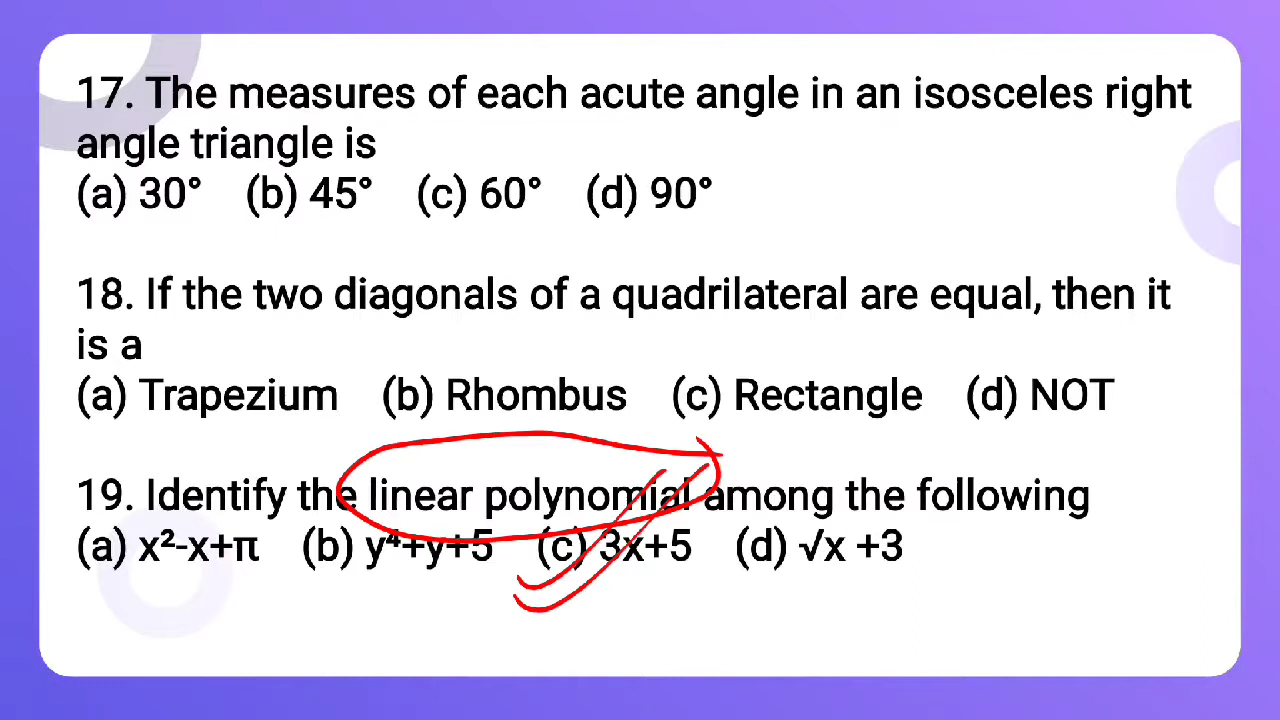 17. The measures of each acute angle in an isosceles right
angle triangle is
(a) 30° (b) 45° (c) 60° (d) 90°
18. If the two diagonals of a quadrilateral are equal, then it
is a
(a) Trapezium (b) Rhombus (c) Rectangle (d) NOT
19. Identify the linear polynomial among the following
(a) x²-x+π (b) y⁴+y+5 (c) 3x+5 (d) √x +3